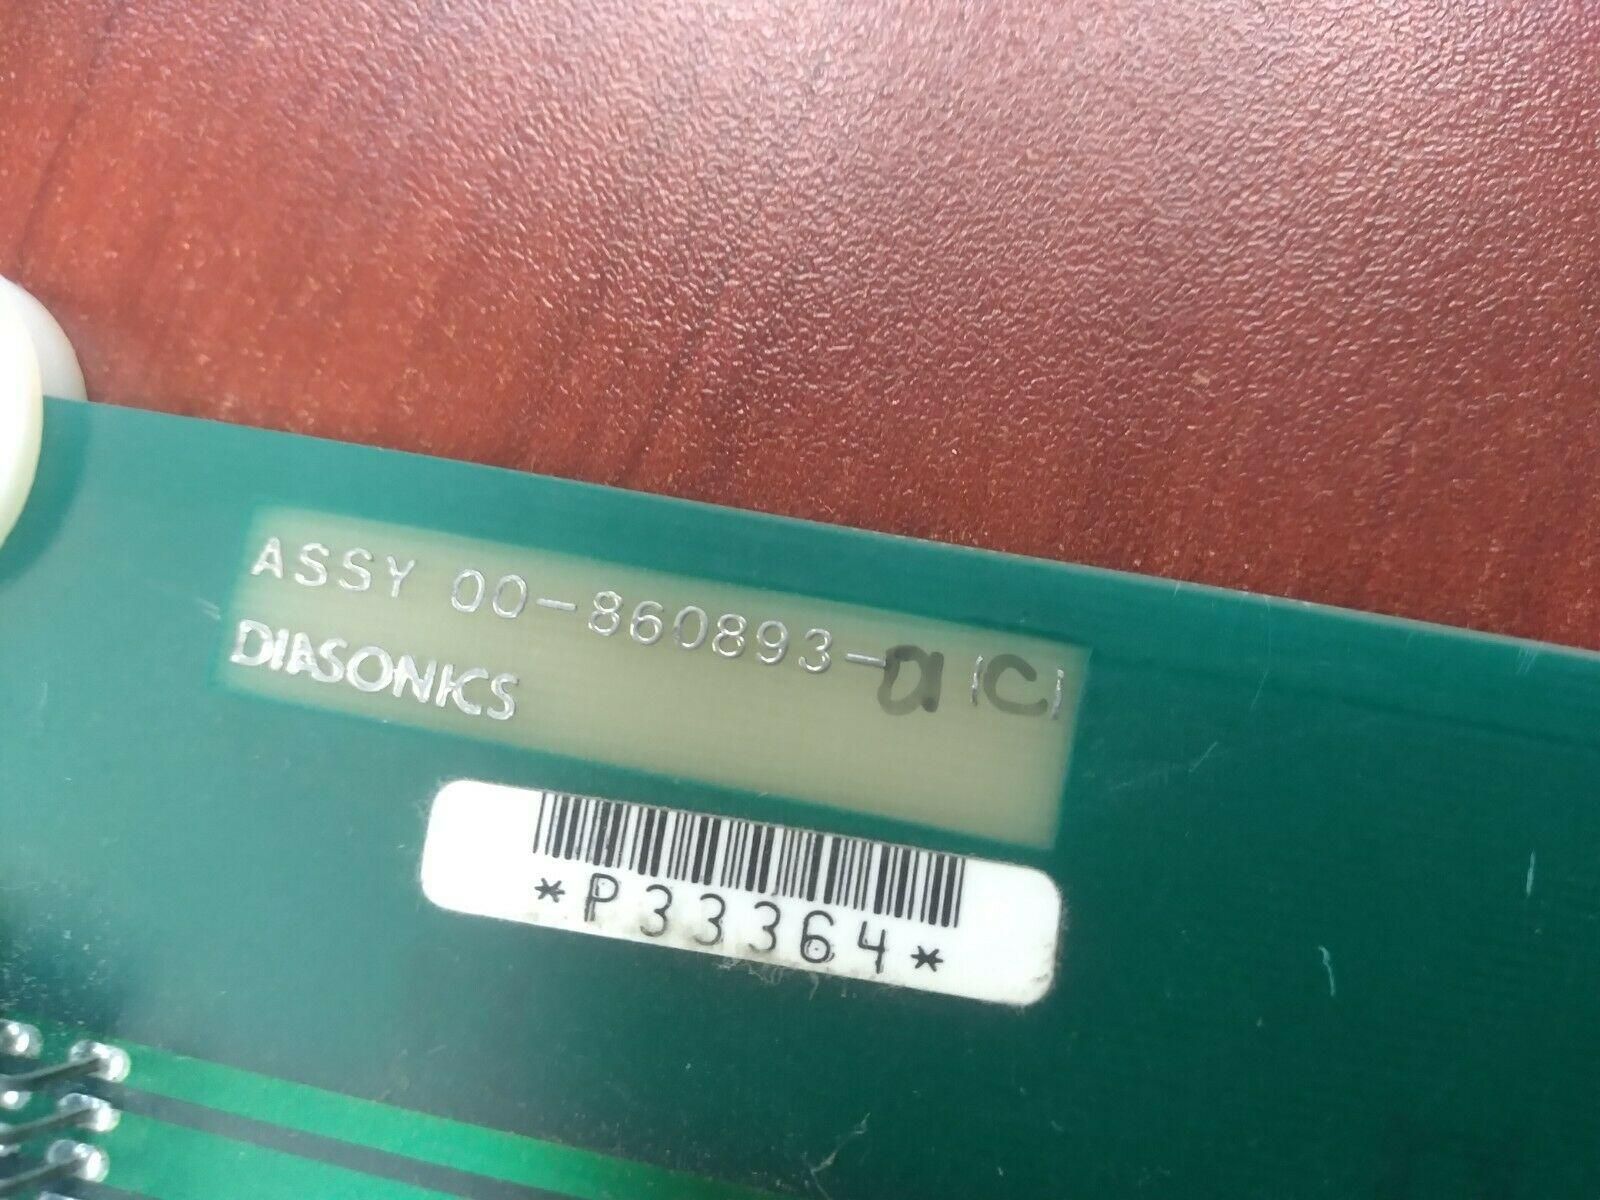 ASSY 00-860893-a |C|
DIASONICS
*P33364*